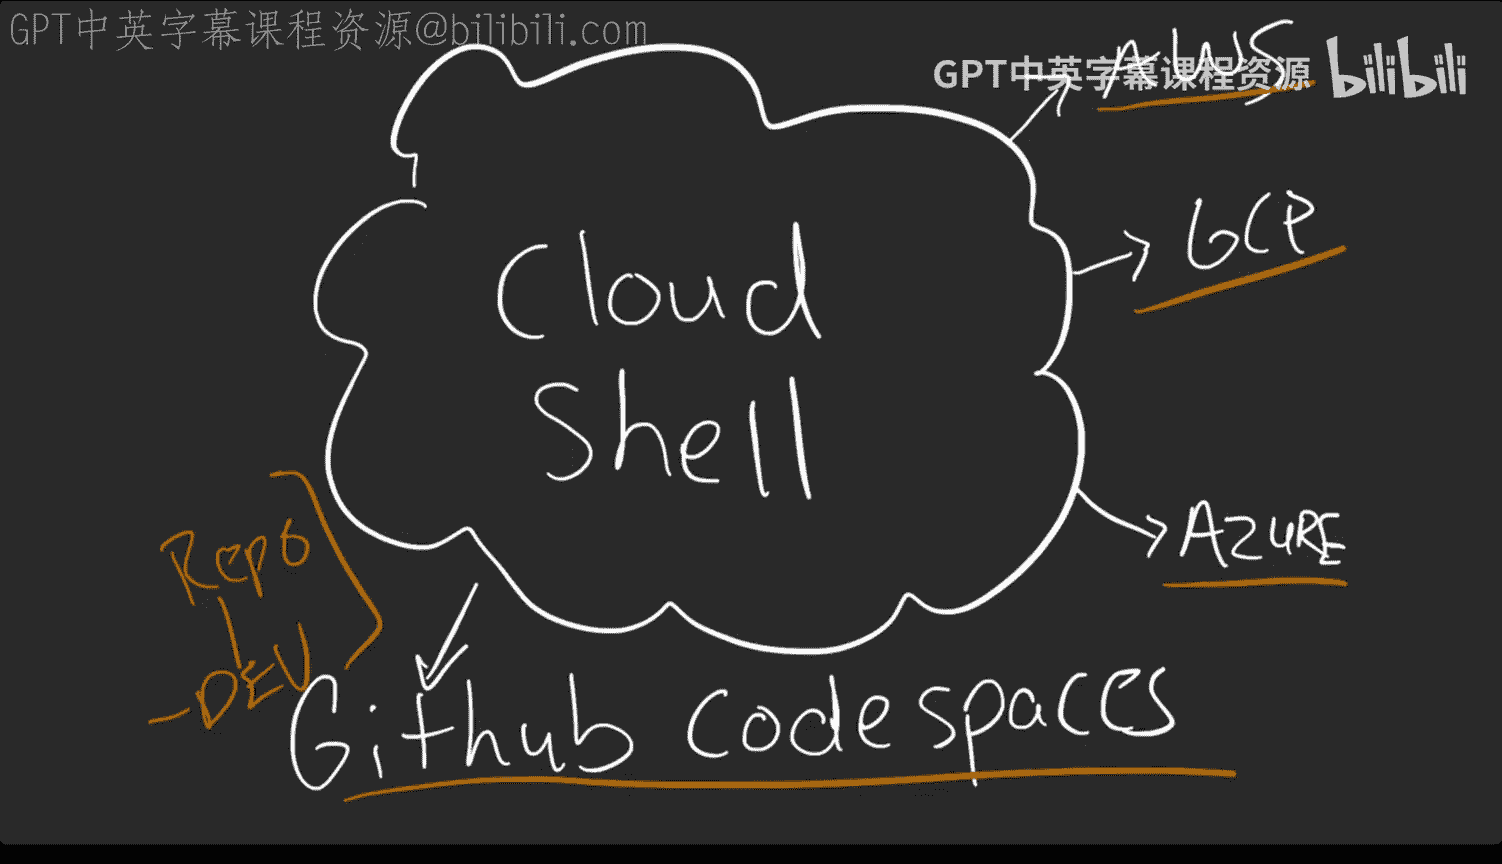 GPT中英字幕课程资源@bilibili.com
AWS
GPT中英字幕课程资源 bilibili
GCP
Cloud
Shell
AZURE
Repo
-DEV
Github codespaces